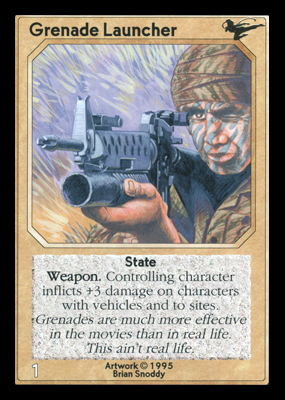 Grenade Launcher
State
Weapon. Controlling character
inflicts +3 damage on characters
with vehicles and to sites.
Grenades are much more effective
in the movies than in real life.
This ain't real life.
1
Artwork © 1995
Brian Snoddy